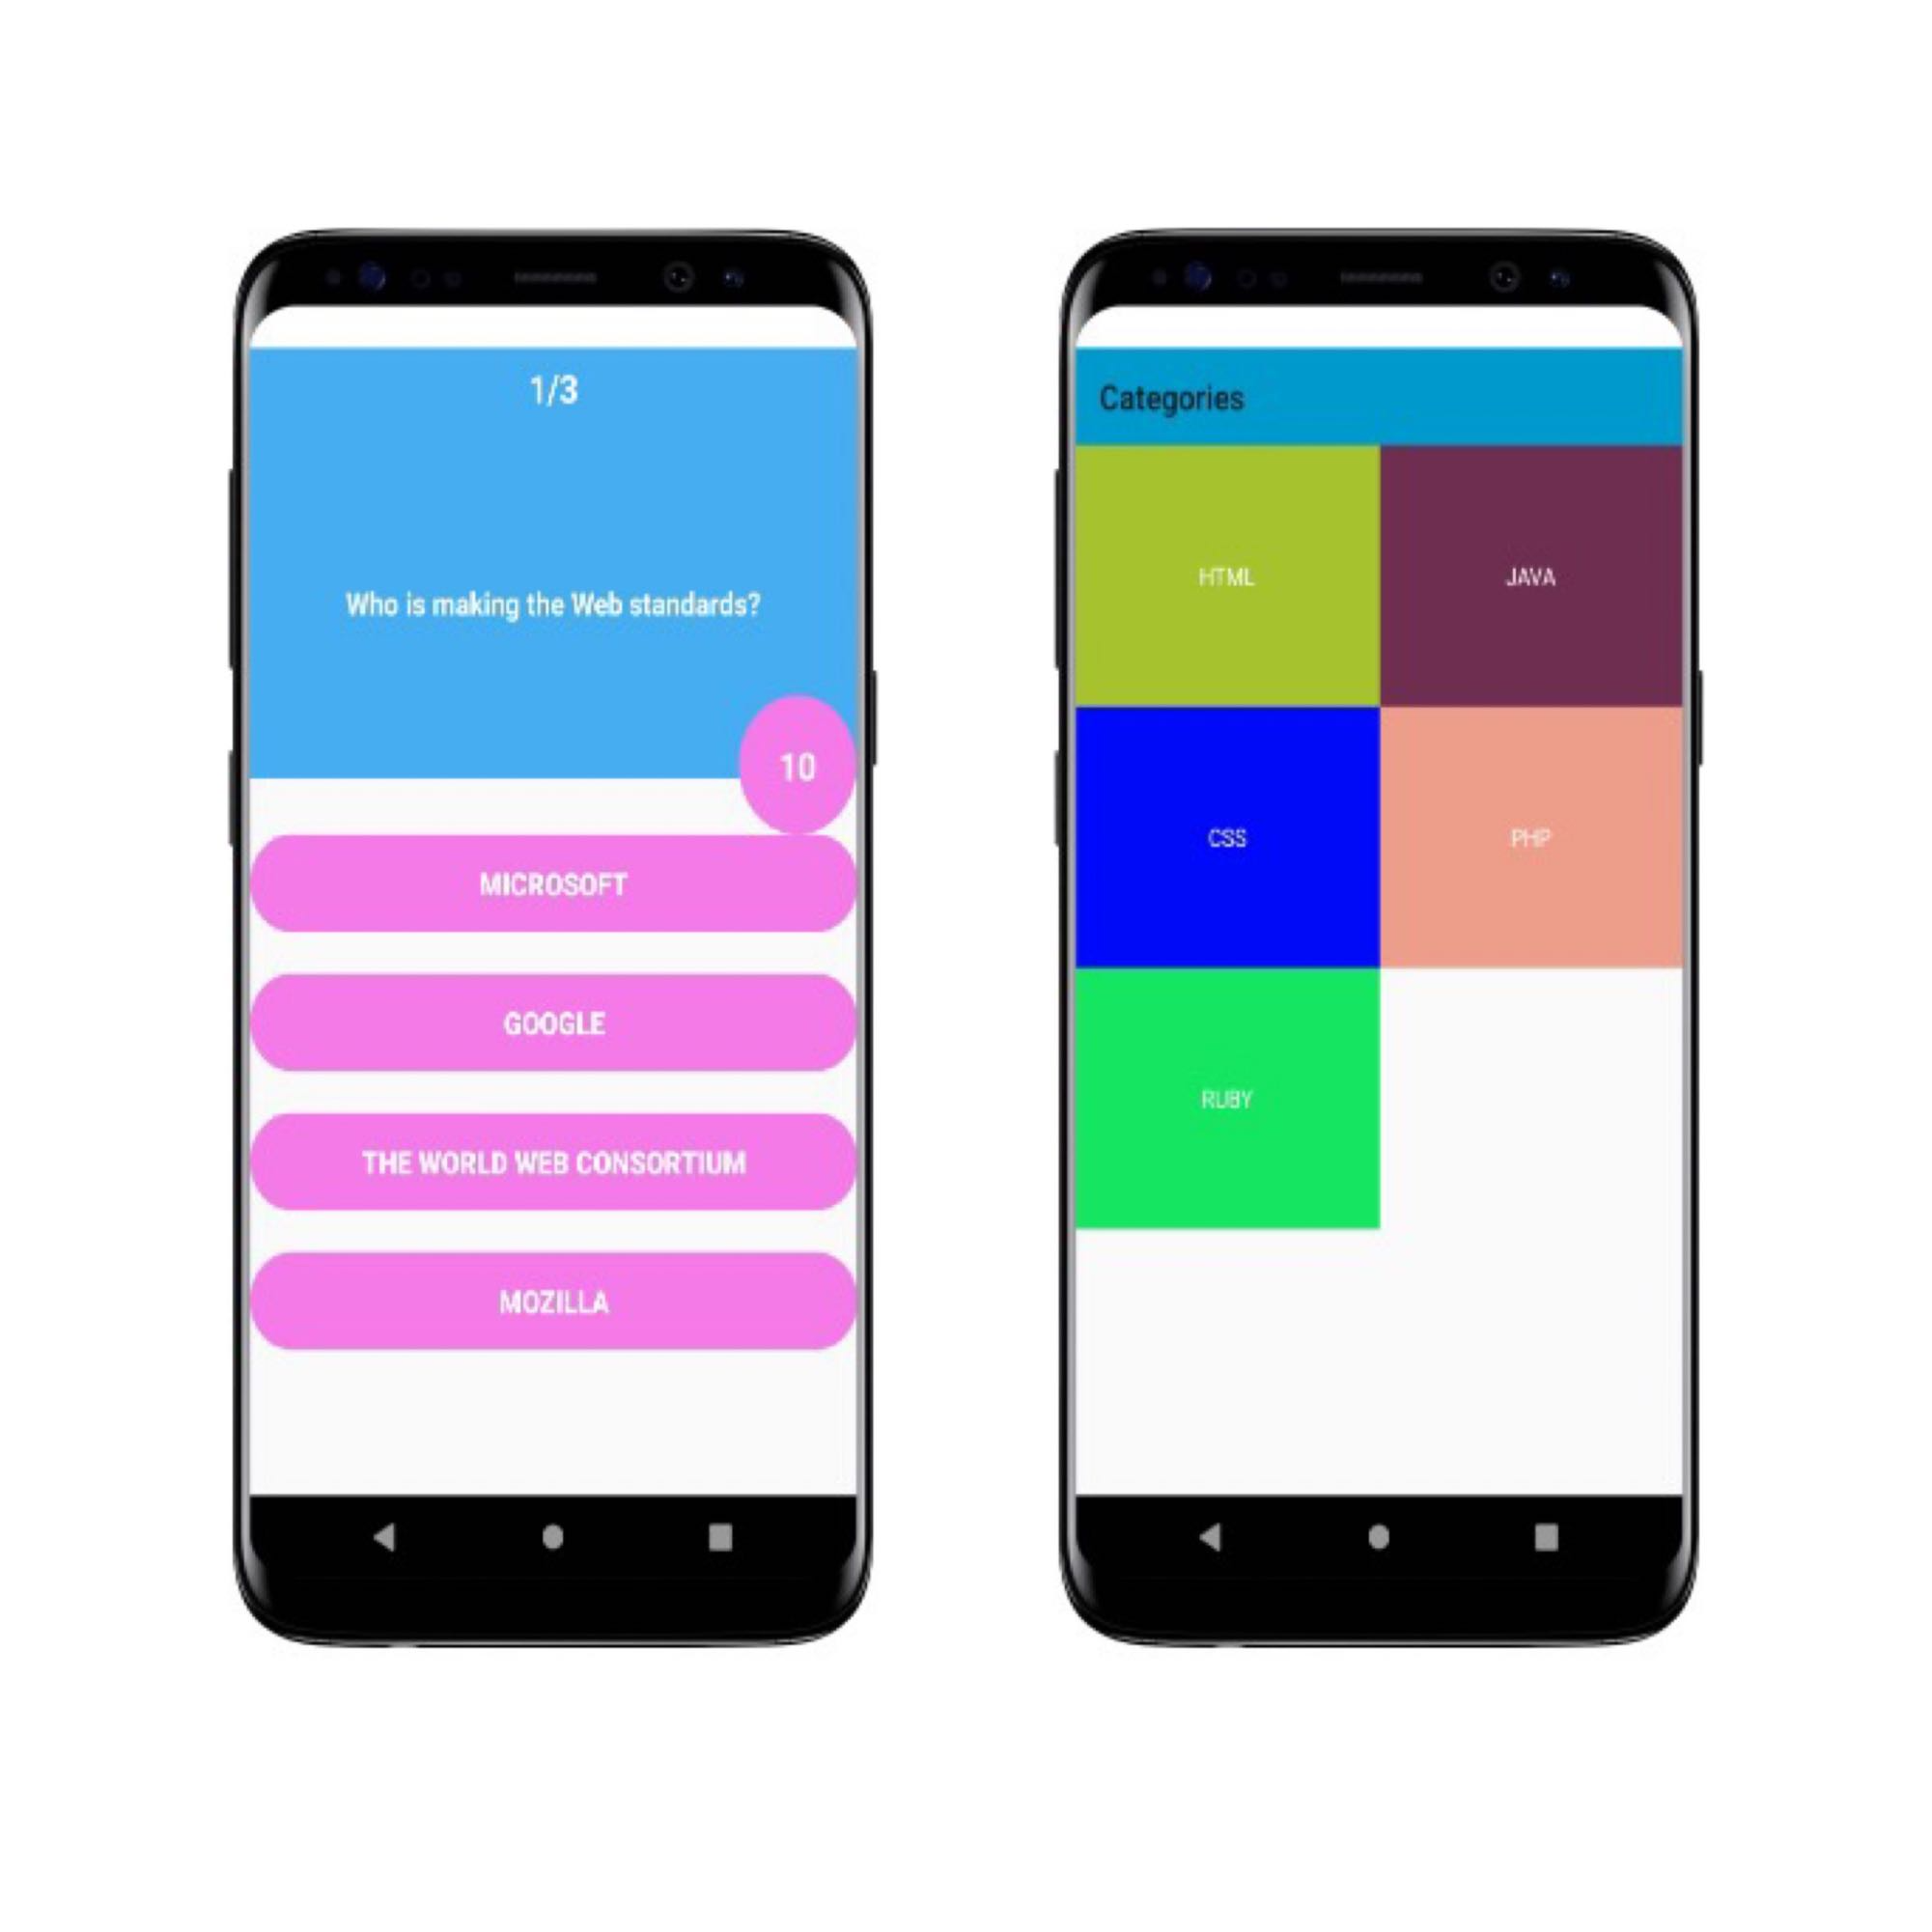 1/3
Who is making the Web standards?
10
MICROSOFT
GOOGLE
THE WORLD WEB CONSORTIUM
MOZILLA
Categories
HTML
JAVA
CSS
PHP
RUBY